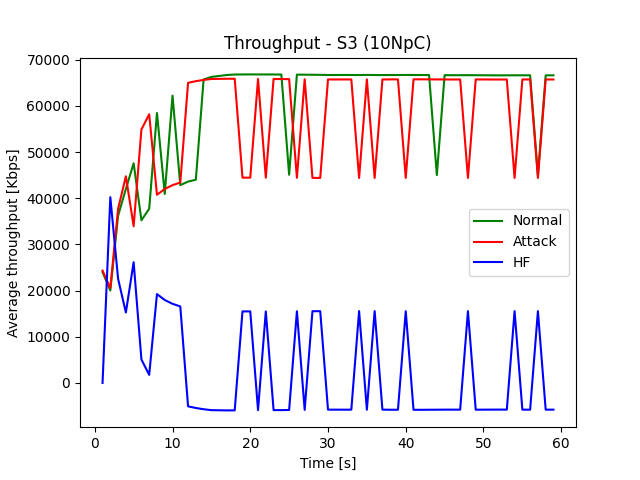 Throughput - S3 (10NpC)
Average throughput [Kbps]
70000
60000
50000
40000
30000
20000
10000
0
Normal
Attack
HF
0 10 20 30 40 50 60
Time [s]